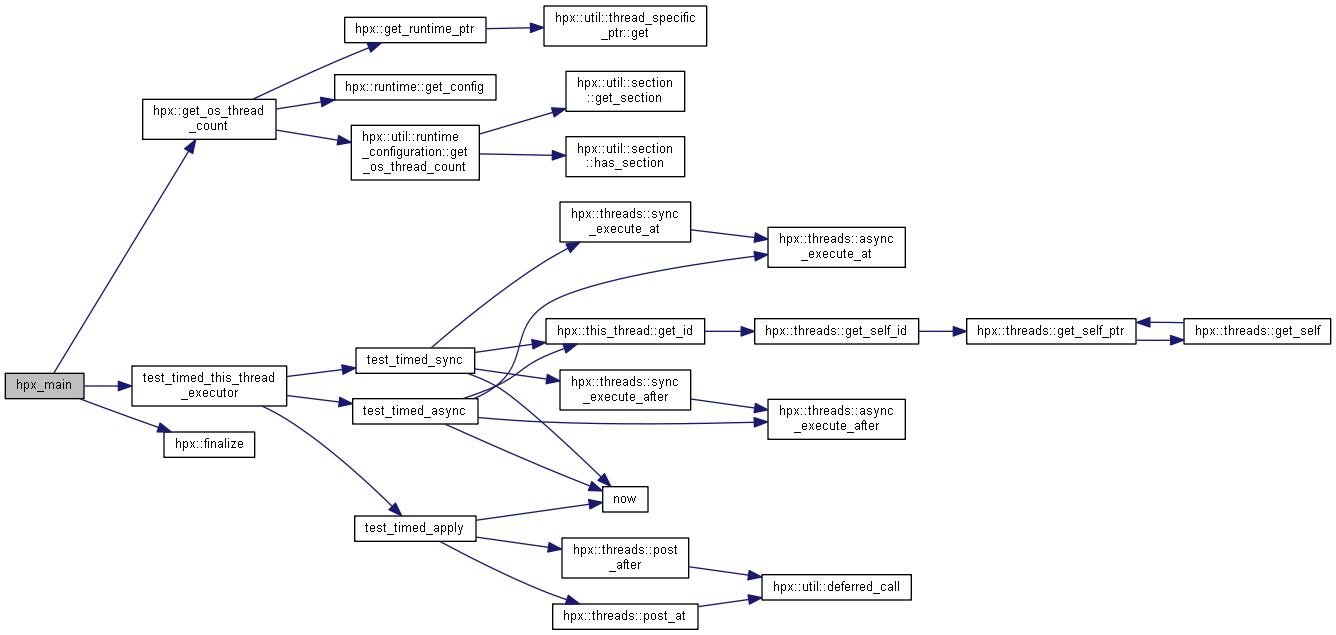 hpx::get_runtime_ptr
hpx::util::thread_specific
_ptr::get
hpx::runtime::get_config
hpx::util::section
::get_section
hpx::get_os_thread
_count
hpx::util::runtime
_configuration::get
_os_thread_count
hpx::util::section
::has_section
hpx::threads::sync
_execute_at
hpx::threads::async
_execute_at
hpx::this_thread::get_id
hpx::threads::get_self_id
hpx::threads::get_self_ptr
hpx::threads::get_self
test_timed_sync
hpx_main
test_timed_this_thread
_executor
hpx::threads::sync
_execute_after
test_timed_async
hpx::threads::async
_execute_after
hpx::finalize
now
test_timed_apply
hpx::threads::post
_after
hpx::util::deferred_call
hpx::threads::post_at